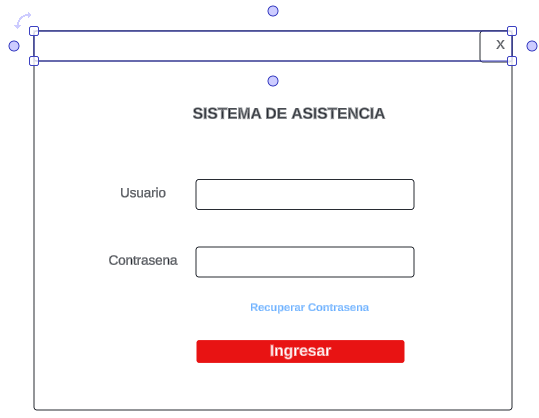 X
SISTEMA DE ASISTENCIA
Usuario
Contrasena
Recuperar Contrasena
Ingresar